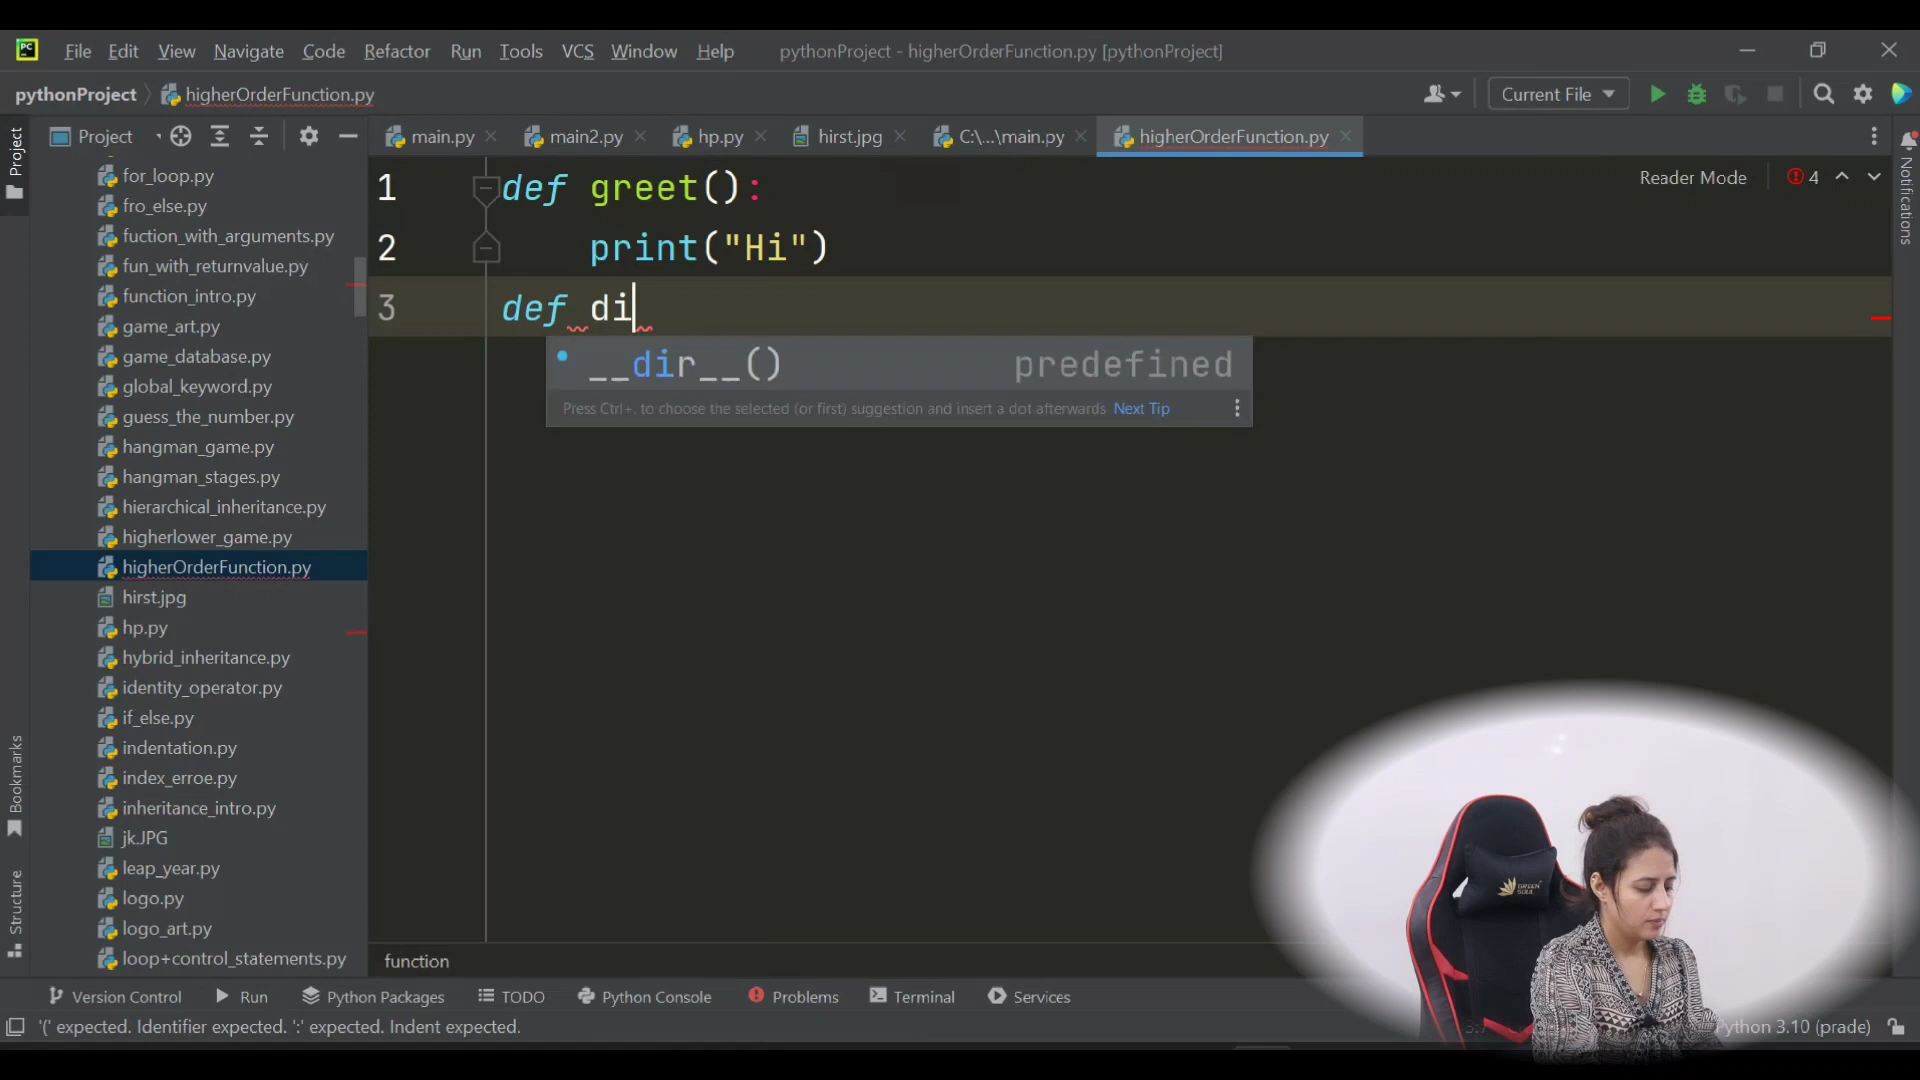 PC
File Edit View Navigate Code Refactor Run Tools VCS Window Help pythonProject - higherOrderFunction.py [pythonProject]
pythonProject higherOrderFunction.py
Current File
Project
Project
main.py
main2.py
hp.py
hirst.jpg
C:\...\main.py
higherOrderFunction.py
Notifications
Reader Mode
4
for_loop.py
fro_else.py
fuction_with_arguments.py
fun_with_returnvalue.py
function_intro.py
game_art.py
game_database.py
global_keyword.py
guess_the_number.py
hangman_game.py
hangman_stages.py
hierarchical_inheritance.py
higherlower_game.py
higherOrderFunction.py
hirst.jpg
hp.py
hybrid_inheritance.py
identity_operator.py
if_else.py
indentation.py
index_erroe.py
inheritance_intro.py
jk.JPG
leap_year.py
logo.py
logo_art.py
loop+control_statements.py
1 def greet():
2 print("Hi")
3 def di
__dir__() predefined
Press Ctrl+. to choose the selected (or first) suggestion and insert a dot afterwards Next Tip
Bookmarks
Structure
GREEN SOUL
function
Version Control Run Python Packages TODO Python Console Problems Terminal Services
'(' expected. Identifier expected. ':' expected. Indent expected.
Python 3.10 (prade)